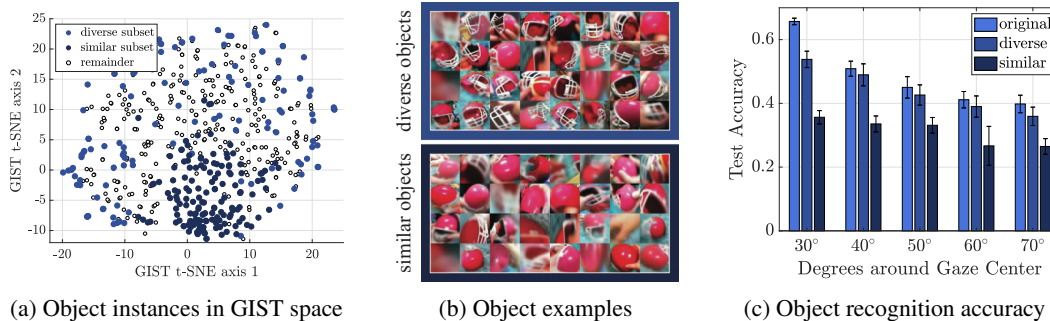 25
20
15
10
5
0
-5
-10
GIST t-SNE axis 2
diverse subset
similar subset
remainder
-20
-10
0
10
20
GIST t-SNE axis 1
(a) Object instances in GIST space
diverse objects
similar objects
(b) Object examples
0.6
0.4
0.2
0
Test Accuracy
original
diverse
similar
30°
40°
50°
60°
70°
Degrees around Gaze Center
(c) Object recognition accuracy